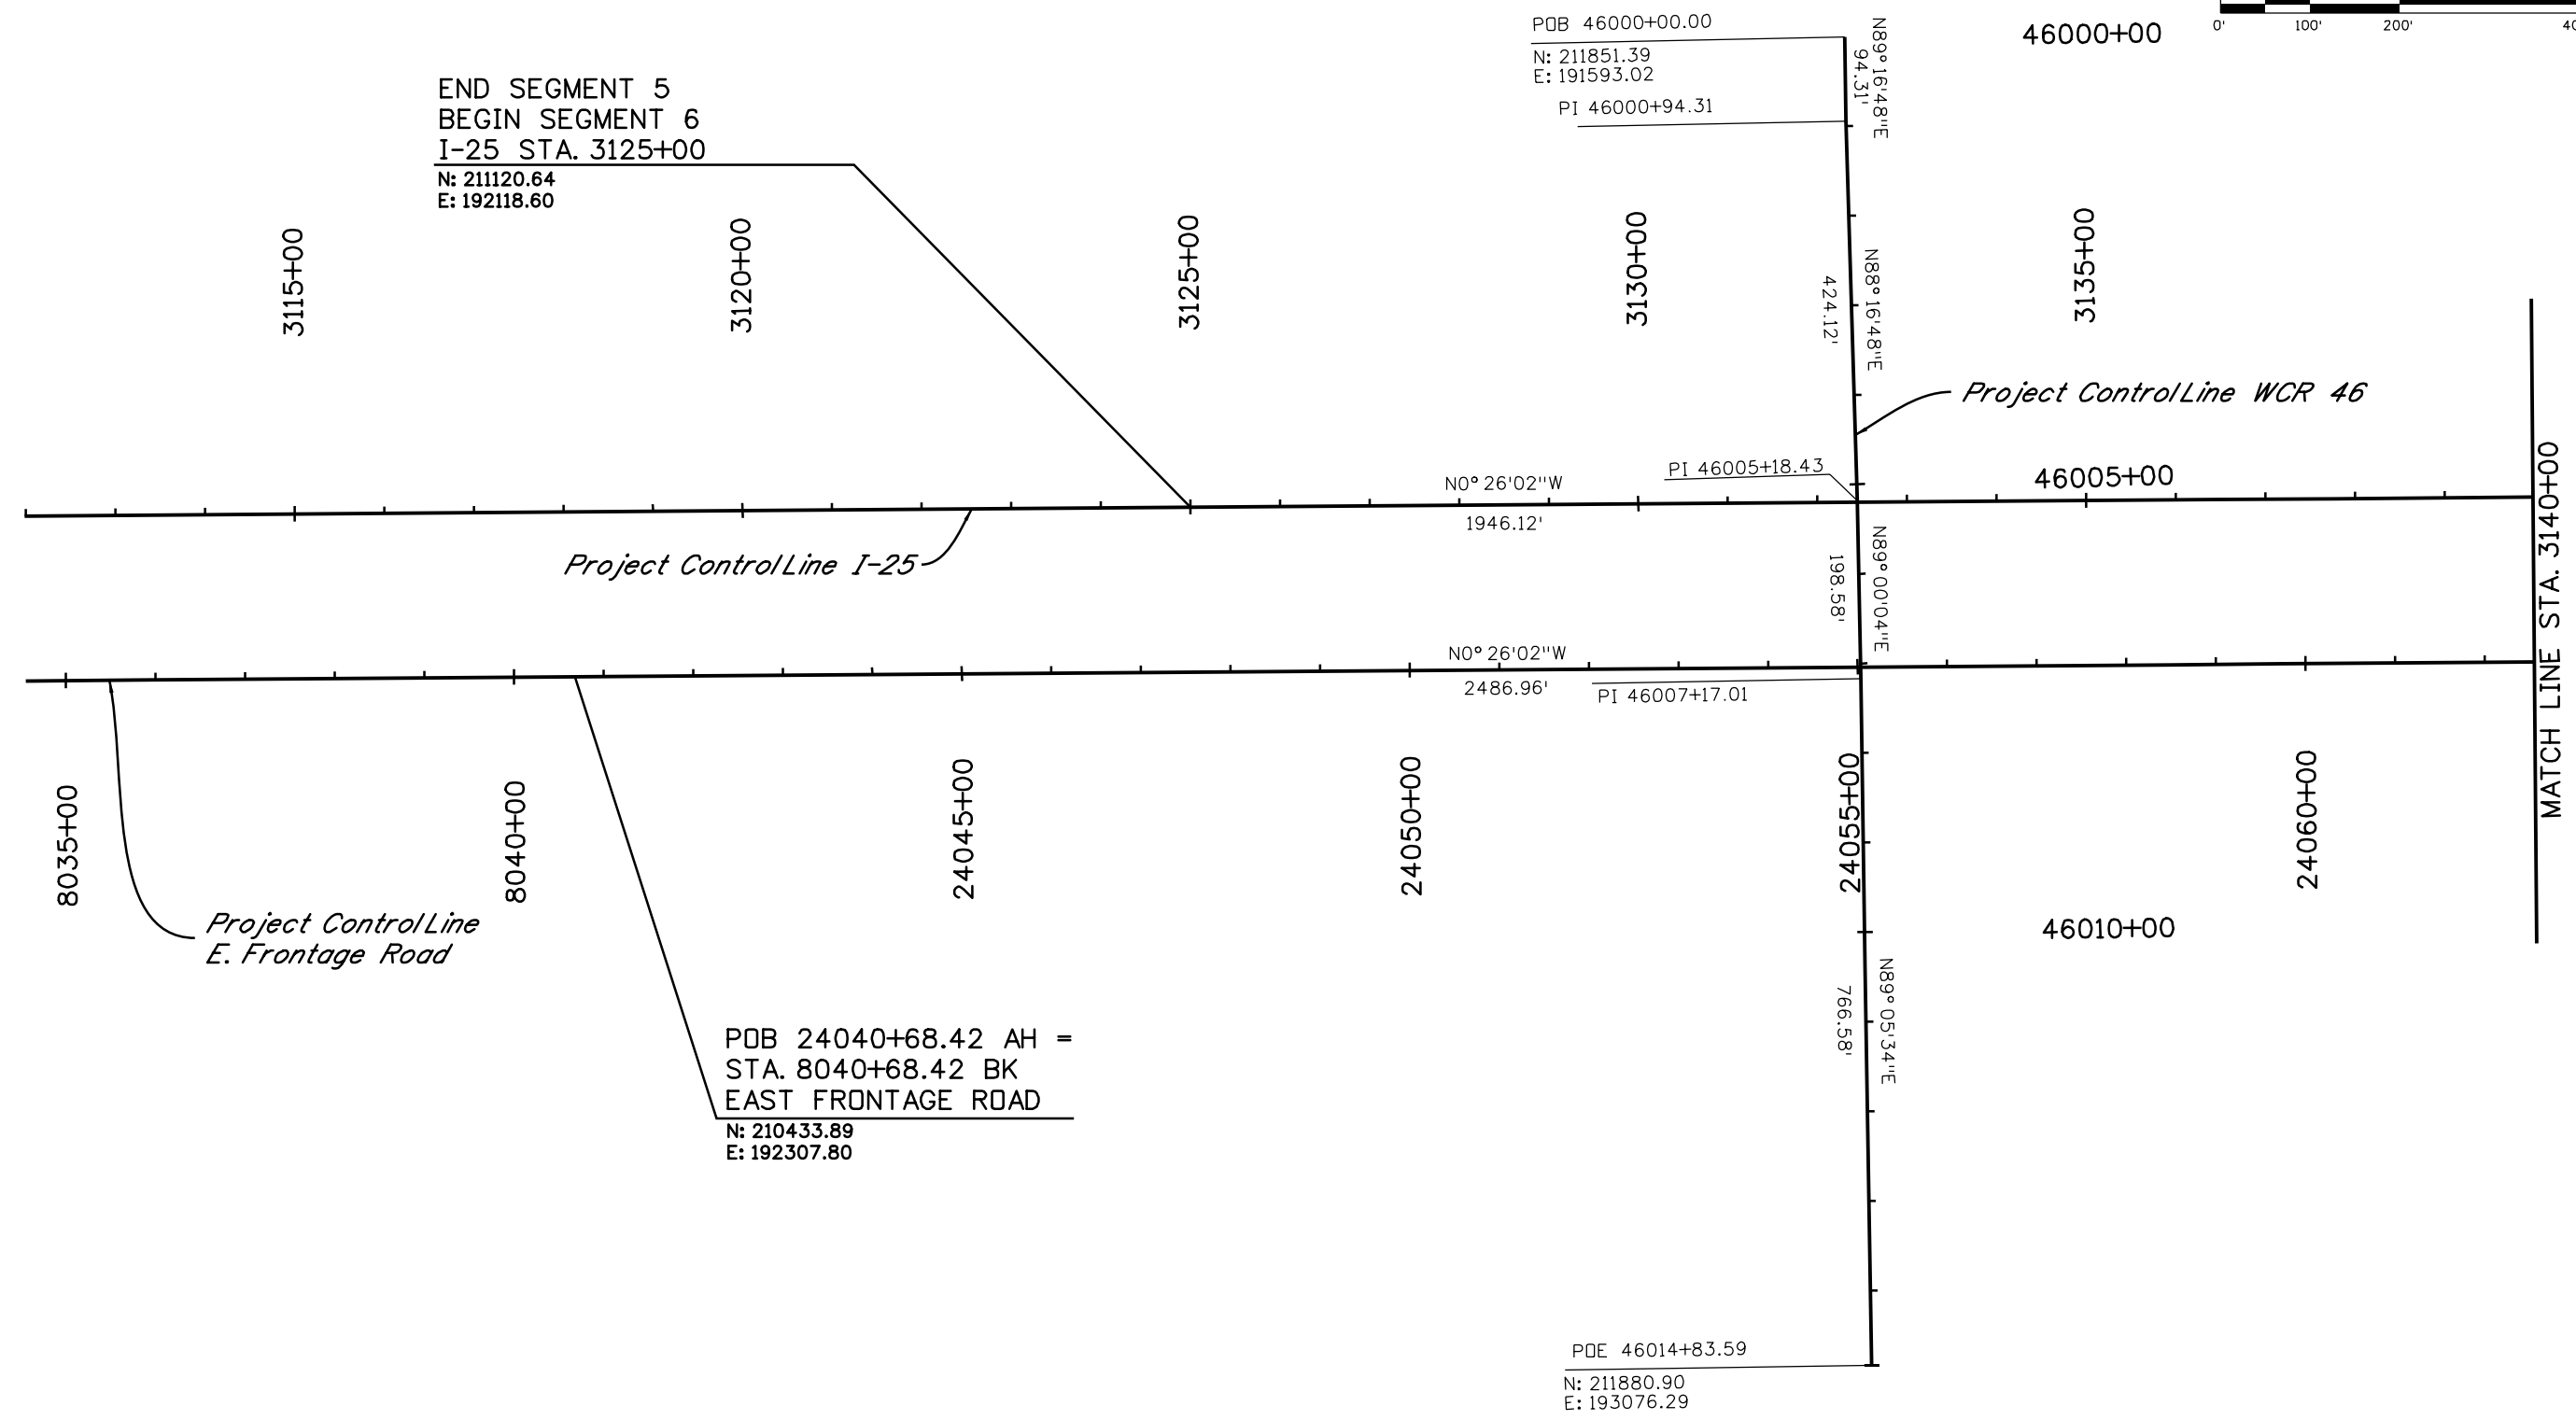 0'
100'
200'
POB 46000+00.00
N: 211851.39
E: 191593.02
PI 46000+94.31
N89°16'48"E
94.31'
46000+00
END SEGMENT 5
BEGIN SEGMENT 6
I-25 STA. 3125+00
N: 211120.64
E: 192118.60
3115+00
3120+00
3125+00
3130+00
3135+00
N88°16'48"E
424.12'
Project Control Line WCR 46
PI 46005+18.43
46005+00
N0°26'02"W
1946.12'
Project Control Line I-25
N89°00'04"E
198.58'
MATCH LINE STA. 3140+00
N0°26'02"W
2486.96'
PI 46007+17.01
8035+00
8040+00
24045+00
24050+00
24055+00
24060+00
Project Control Line
E. Frontage Road
46010+00
N89°05'34"E
766.58'
POB 24040+68.42 AH =
STA. 8040+68.42 BK
EAST FRONTAGE ROAD
N: 210433.89
E: 192307.80
POE 46014+83.59
N: 211880.90
E: 193076.29